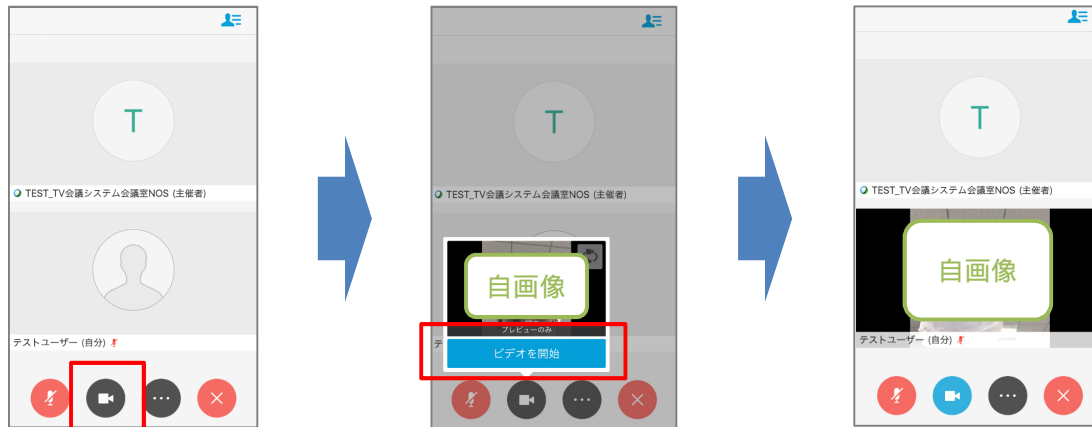 T
TEST_TV会議システム会議室NOS (主催者)
テストユーザー (自分)
T
TEST_TV会議システム会議室NOS (主催者)
自画像
プレビューのみ
テ
ビデオを開始
T
TEST_TV会議システム会議室NOS (主催者)
自画像
テストユーザー (自分)